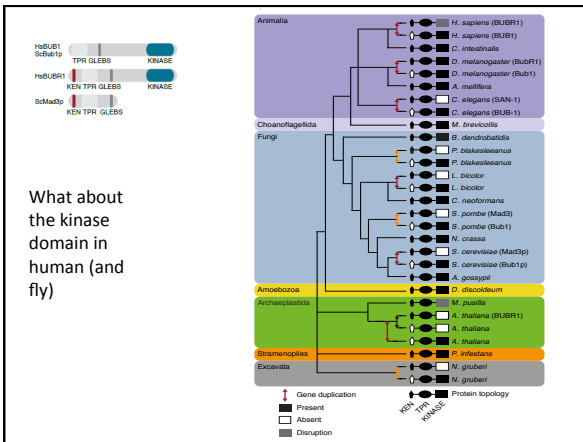 HsBUB1
ScBub1p
TPR GLEBS KINASE
HsBUBR1
KEN TPR GLEBS KINASE
ScMad3p
KEN TPR GLEBS
What about
the kinase
domain in
human (and
fly)
Animalia
H. sapiens (BUBR1)
H. sapiens (BUB1)
C. intestinalis
D. melanogaster (BubR1)
D. melanogaster (Bub1)
A. mellifera
C. elegans (SAN-1)
C. elegans (BUB-1)
Choanoflagellida
M. brevicollis
Fungi
B. dendrobatidis
P. blakesleeanus
P. blakesleeanus
L. bicolor
L. bicolor
C. neoformans
S. pombe (Mad3)
S. pombe (Bub1)
N. crassa
S. cerevisiae (Mad3p)
S. cerevisiae (Bub1p)
A. gossypii
Amoebozoa
D. discoideum
Archaeplastida
M. pusilla
A. thaliana (BUBR1)
A. thaliana
A. thaliana
Stramenopiles
P. infestans
Excavata
N. gruberi
N. gruberi
Gene duplication
Present
Absent
Disruption
KEN
TPR
KINASE
Protein topology